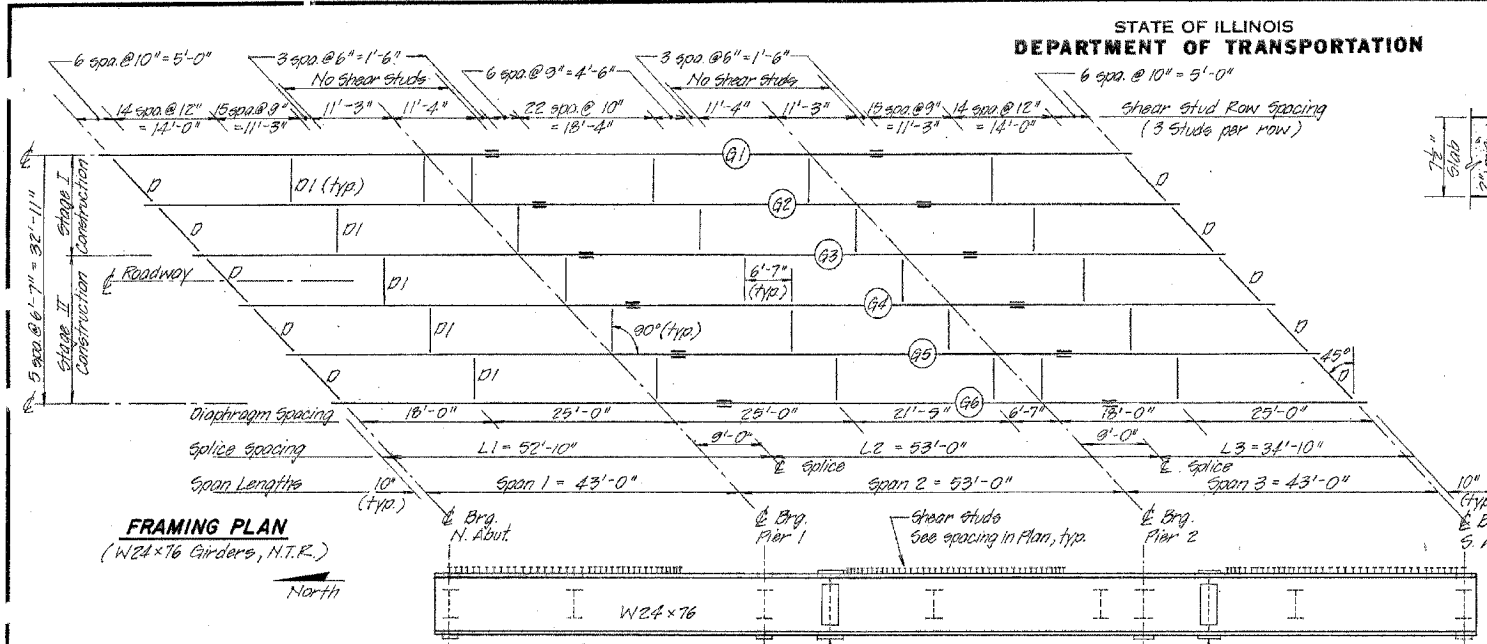 STATE OF ILLINOIS
DEPARTMENT OF TRANSPORTATION
6 spa. @ 10" = 5'-0"
3 spa. @ 6" = 1'-6"
No Shear Studs
6 spa. @ 9" = 4'-6"
3 spa. @ 6" = 1'-6"
No Shear Studs
6 spa. @ 10" = 5'-0"
14 spa. @ 12"
= 14'-0"
15 spa. @ 9"
= 11'-3"
11'-3"
11'-4"
22 spa. @ 10"
= 18'-4"
11'-4"
11'-3"
15 spa. @ 9"
= 11'-3"
14 spa. @ 12"
= 14'-0"
Shear Stud Row Spacing
(3 Studs per row)
7½"
Slab
℄
G1
D
D1 (typ.)
D
G2
D
D1
D
G3
℄ Roadway
D
D1
6'-7"
(typ.)
D
G4
D
D1
90° (typ.)
D
G5
D
D1
45°
D
G6
℄
5 spa. @ 6'-7" = 32'-11"
Stage I
Construction
Stage II
Construction
Diaphragm Spacing
18'-0"
25'-0"
25'-0"
21'-5"
6'-7"
18'-0"
25'-0"
Splice Spacing
L1 = 52'-10"
9'-0"
℄ Splice
L2 = 53'-0"
9'-0"
℄ Splice
L3 = 34'-10"
Span Lengths
10"
(typ.)
Span 1 = 43'-0"
Span 2 = 53'-0"
Span 3 = 43'-0"
10"
℄ Brg.
N. Abut.
℄ Brg.
Pier 1
℄ Brg.
Pier 2
FRAMING PLAN
(W24×76 Girders, N.T.R.)
North
Shear Studs
See spacing in Plan, typ.
W24×76